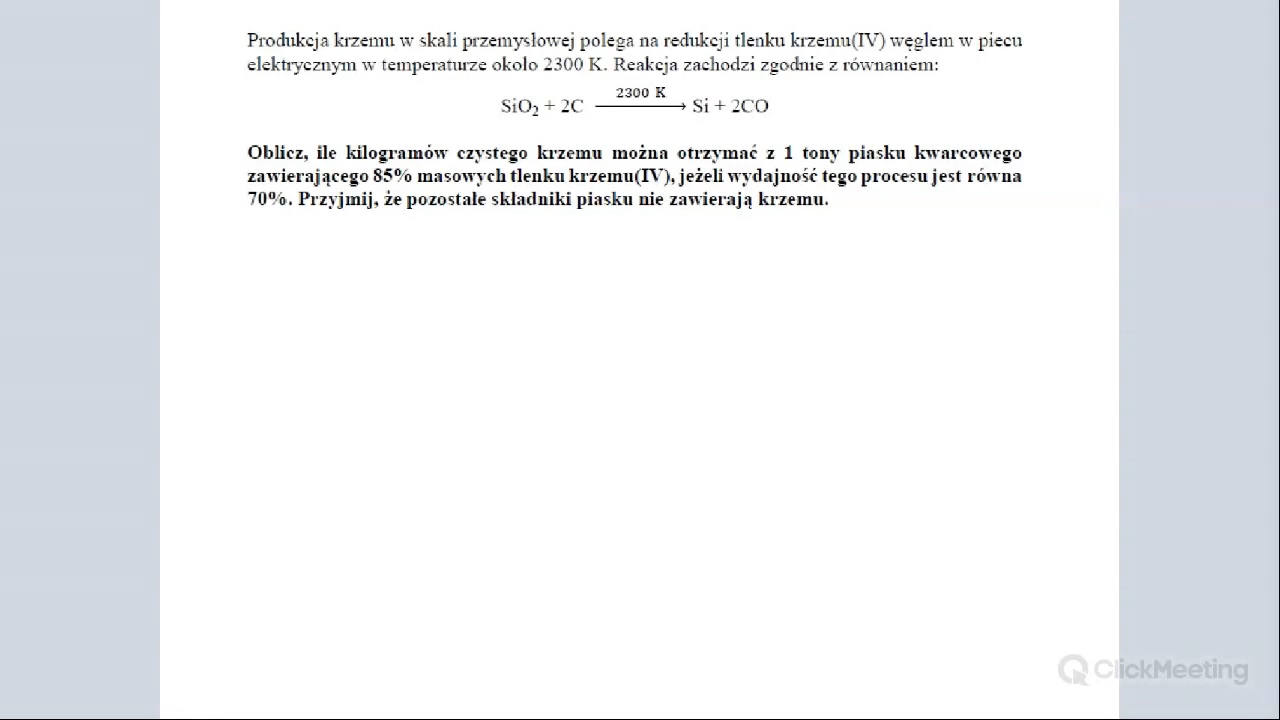 Produkcja krzemu w skali przemysłowej polega na redukcji tlenku krzemu(IV) węglem w piecu
elektrycznym w temperaturze około 2300 K. Reakcja zachodzi zgodnie z równaniem:
2300 K
SiO₂ + 2C → Si + 2CO
Oblicz, ile kilogramów czystego krzemu można otrzymać z 1 tony piasku kwarcowego
zawierającego 85% masowych tlenku krzemu(IV), jeżeli wydajność tego procesu jest równa
70%. Przyjmij, że pozostałe składniki piasku nie zawierają krzemu.
ClickMeeting